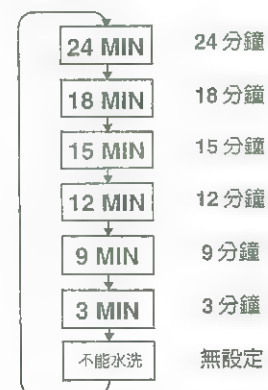 24 MIN 24 分鐘
18 MIN 18 分鐘
15 MIN 15 分鐘
12 MIN 12 分鐘
9 MIN 9 分鐘
3 MIN 3 分鐘
不能水洗 無設定